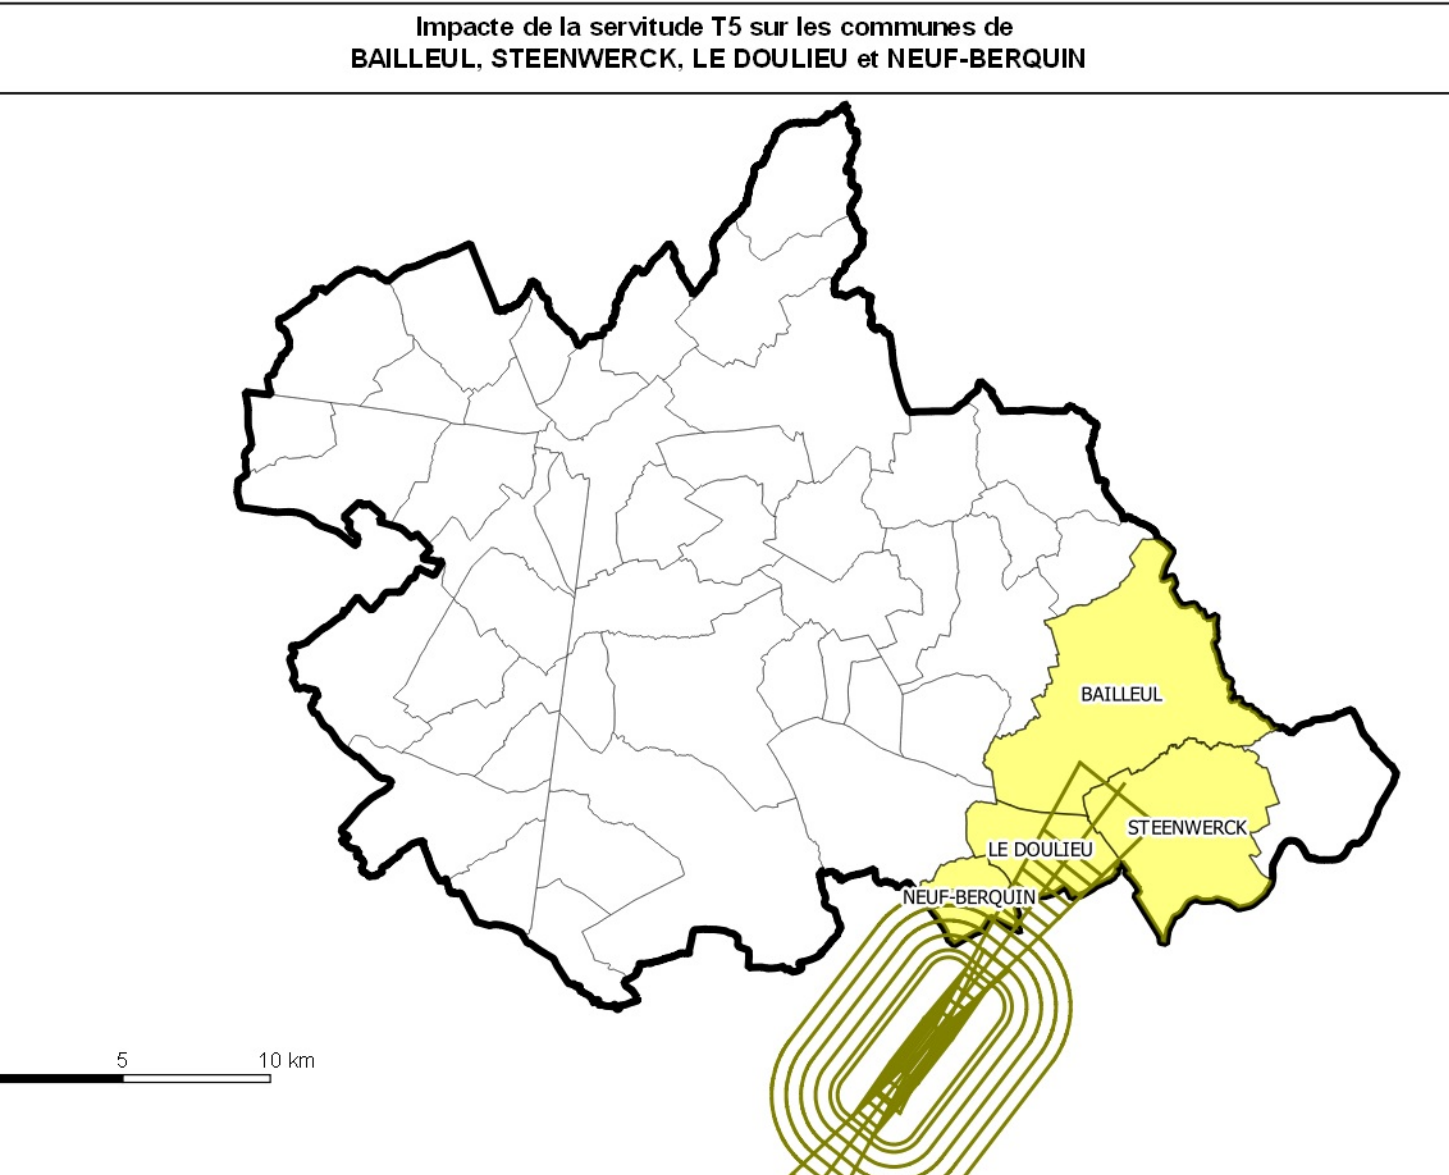 Impacte de la servitude T5 sur les communes de
BAILLEUL, STEENWERCK, LE DOULIEU et NEUF-BERQUIN
BAILLEUL
STEENWERCK
LE DOULIEU
NEUF-BERQUIN
5 10 km